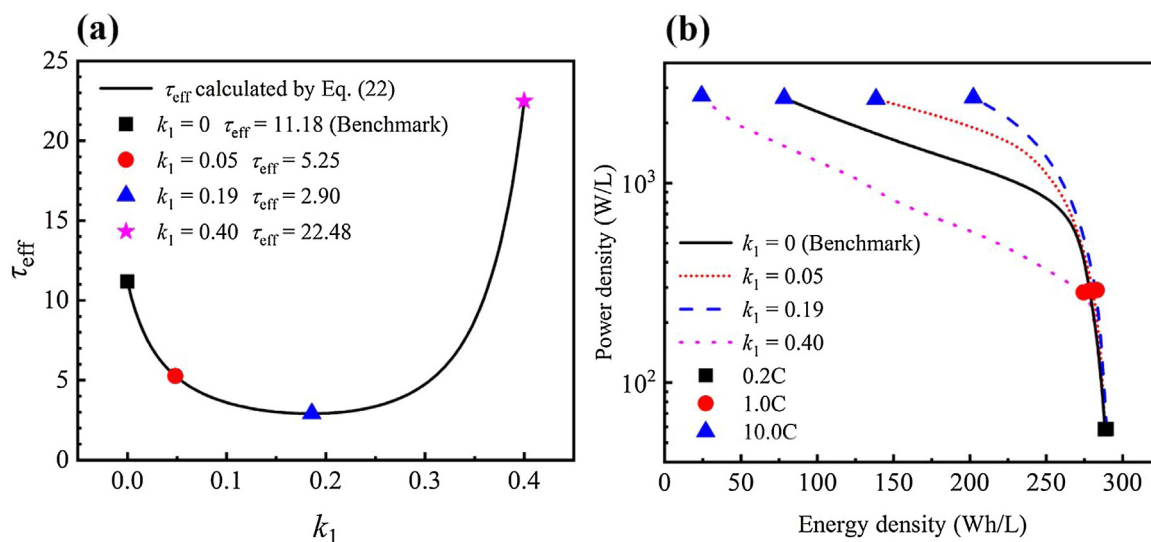 (a)
25
20
15
10
5
0
τeff
τeff calculated by Eq. (22)
k1 = 0 τeff = 11.18 (Benchmark)
k1 = 0.05 τeff = 5.25
k1 = 0.19 τeff = 2.90
k1 = 0.40 τeff = 22.48
0.0 0.1 0.2 0.3 0.4
k1
(b)
10³
10²
Power density (W/L)
k1 = 0 (Benchmark)
k1 = 0.05
k1 = 0.19
k1 = 0.40
0.2C
1.0C
10.0C
0 50 100 150 200 250 300
Energy density (Wh/L)